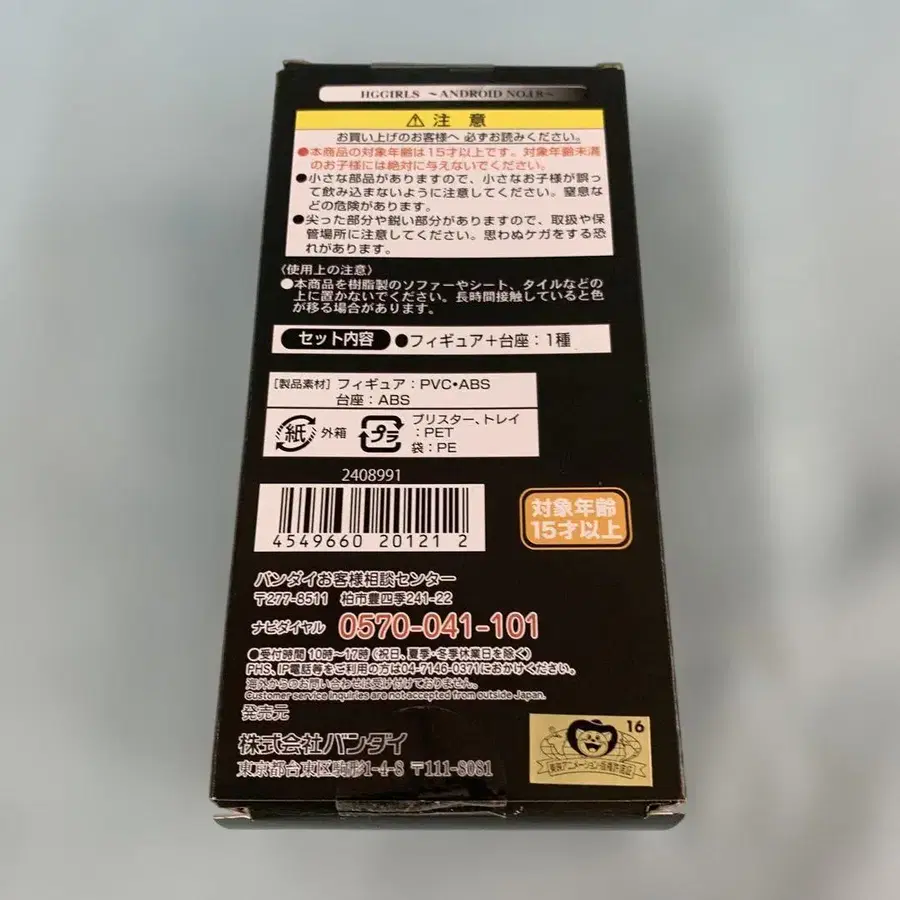 HGGIRLS ～ANDROID NO.18～
⚠ 注 意
お買い上げのお客様へ 必ずお読みください。
●本商品の対象年齢は15才以上です。対象年齢未満
のお子様には絶対に与えないでください。
●小さな部品がありますので、小さなお子様が誤っ
て飲み込まないように注意してください。窒息な
どの危険があります。
●尖った部分や鋭い部分がありますので、取扱や保
管場所に注意してください。思わぬケガをする恐
れがあります。
〈使用上の注意〉
●本商品を樹脂製のソファーやシート、タイルなどの
上に置かないでください。長時間接触していると色
が移る場合があります。
セット内容 ●フィギュア＋台座：1種
［製品素材］フィギュア：PVC•ABS
台座：ABS
紙 外箱 プラ ブリスター、トレイ
：PET
袋：PE
2408991
4549660 20121 2
対象年齢
15才以上
バンダイお客様相談センター
〒277-8511 柏市豊四季241-22
ナビダイヤル 0570-041-101
●受付時間 10時～17時 (祝日、夏季・冬季休業日を除く)
PHS、IP電話等をご利用の方は04-7146-0371におかけください。
海外からのお問い合わせは受け付けておりません。
Customer service inquiries are not accepted from outside Japan.
発売元
株式会社バンダイ
東京都台東区駒形1-4-8 〒111-8081
16
東映アニメーション版権許諾証